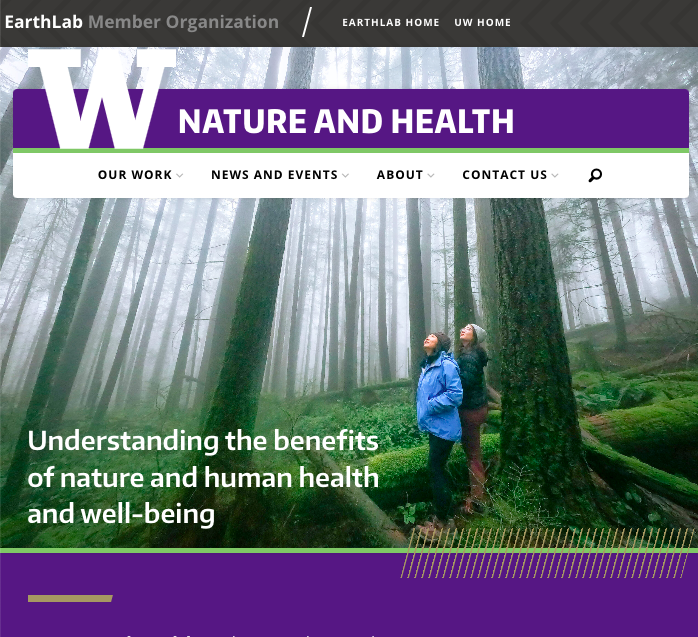 EarthLab Member Organization
EARTHLAB HOME UW HOME
W
NATURE AND HEALTH
OUR WORK NEWS AND EVENTS ABOUT CONTACT US
Understanding the benefits
of nature and human health
and well-being